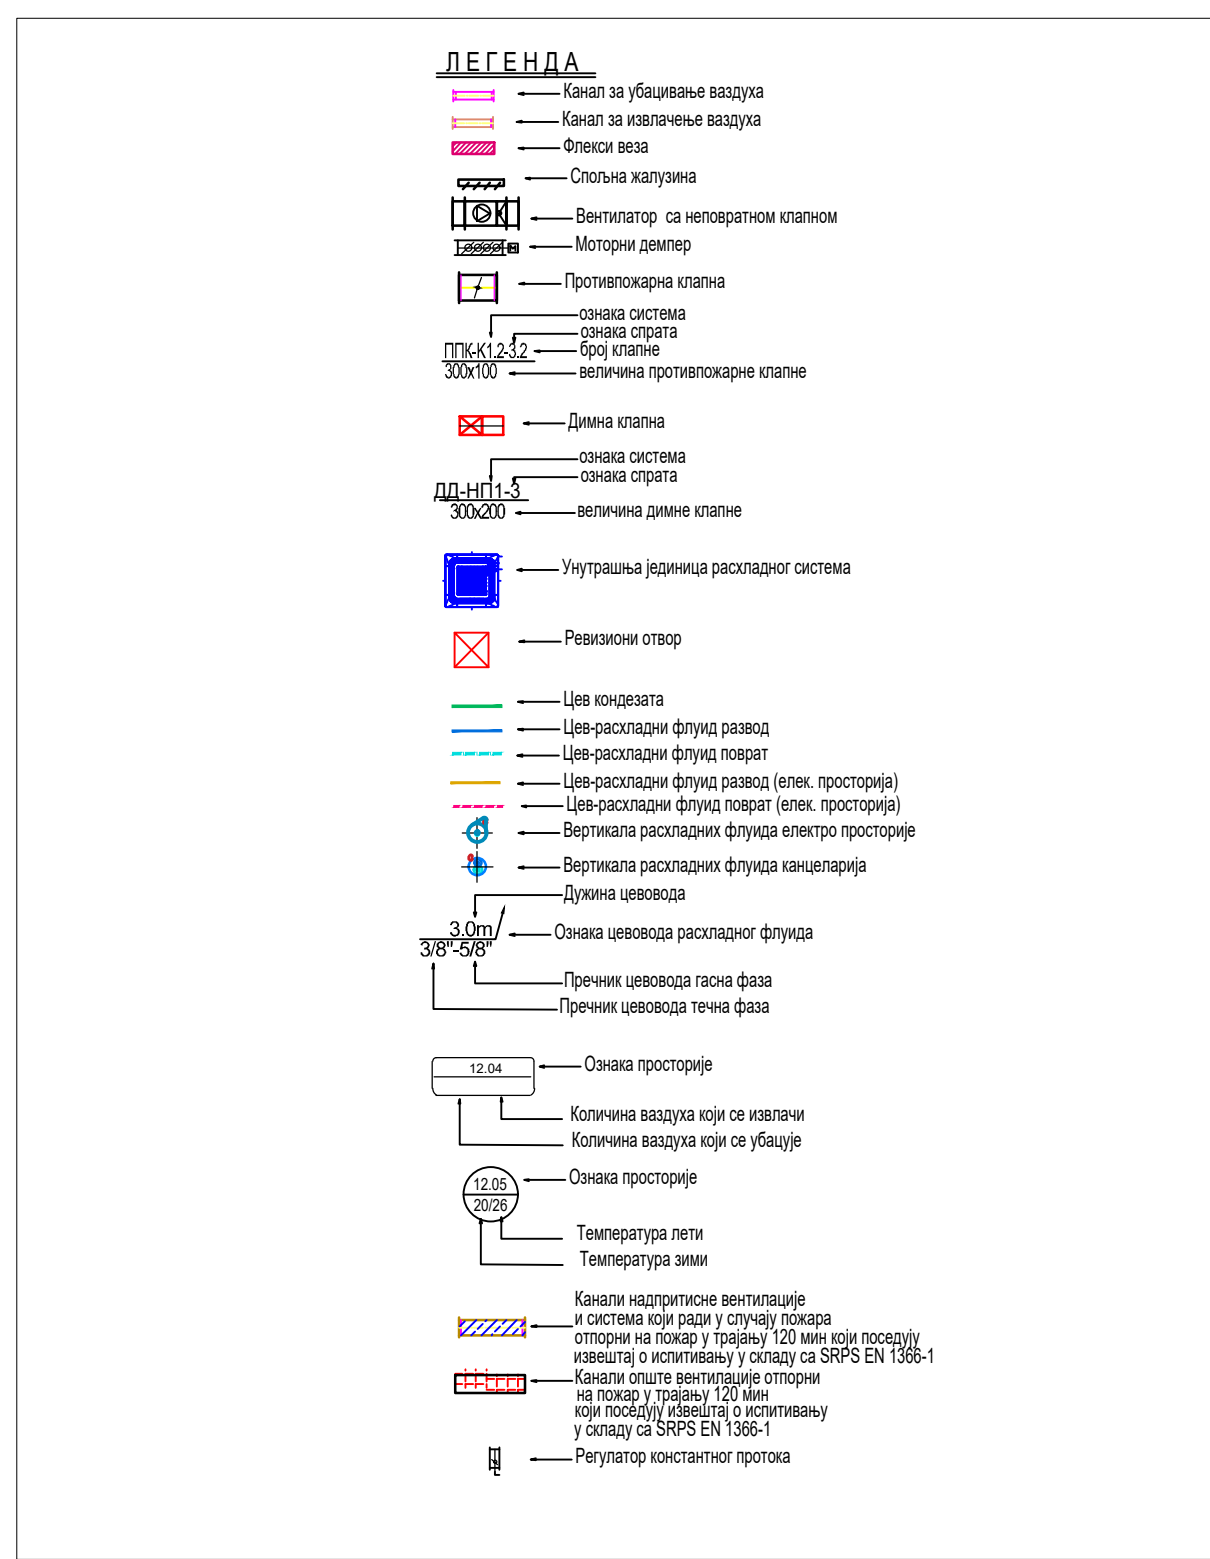 ЛЕГЕНДА
Канал за убацивање ваздуха
Канал за извлачење ваздуха
Флекси веза
Спољна жалузина
Вентилатор са неповратном клапном
М
Моторни демпер
Противпожарна клапна
ознака система
ознака спрата
ППК-К1.2-3.2
број клапне
300x100
величина противпожарне клапне
Димна клапна
ознака система
ознака спрата
ДД-НП1-3
300x200
величина димне клапне
Унутрашња јединица расхладног система
Ревизиони отвор
Цев кондезата
Цев-расхладни флуид развод
Цев-расхладни флуид поврат
Цев-расхладни флуид развод (елек. просторија)
Цев-расхладни флуид поврат (елек. просторија)
Вертикала расхладних флуида електро просторије
Вертикала расхладних флуида канцеларија
Дужина цевовода
3.0m
3/8"-5/8"
Ознака цевовода расхладног флуида
Пречник цевовода гасна фаза
Пречник цевовода течна фаза
12.04
Ознака просторије
Количина ваздуха који се извлачи
Количина ваздуха који се убацује
12.05
20/26
Ознака просторије
Температура лети
Температура зими
Канали надпритисне вентилације
и система који ради у случају пожара
отпорни на пожар у трајању 120 мин који поседују
извештај о испитивању у складу са SRPS EN 1366-1
Канали опште вентилације отпорни
на пожар у трајању 120 мин
који поседују извештај о испитивању
у складу са SRPS EN 1366-1
Регулатор константног протока